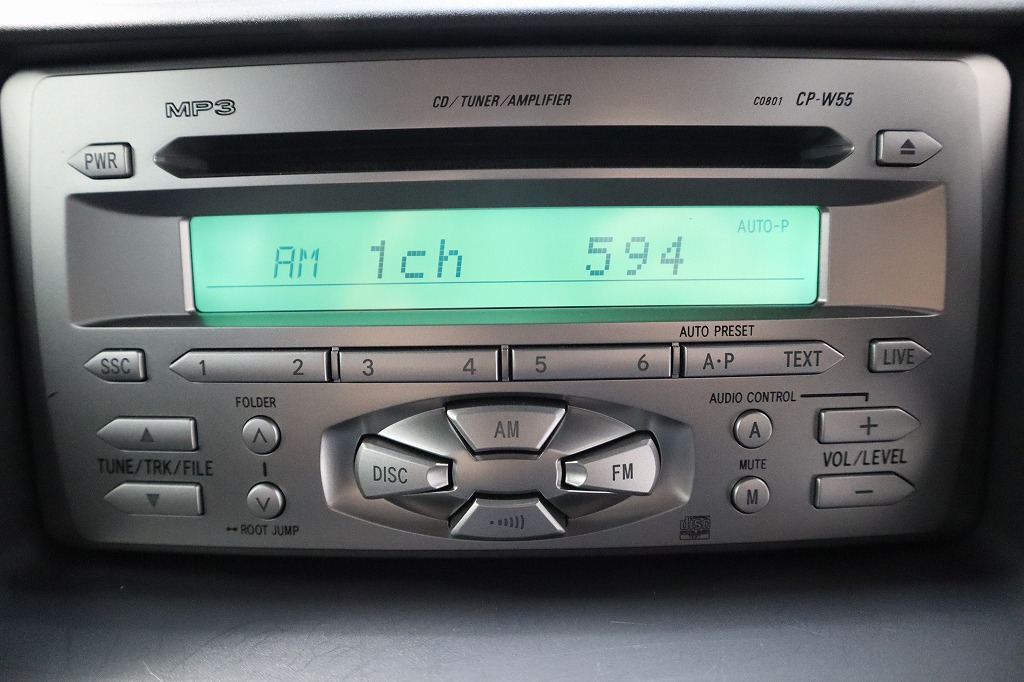 MP3
CD/TUNER/AMPLIFIER
C0801 CP-W55
PWR
AUTO-P
AM 1ch 594
AUTO PRESET
SSC
1 2 3 4 5 6 A·P TEXT
LIVE
FOLDER
AUDIO CONTROL
AM
A
+
TUNE/TRK/FILE
DISC
FM
MUTE
VOL/LEVEL
M
−
ROOT JUMP
disc